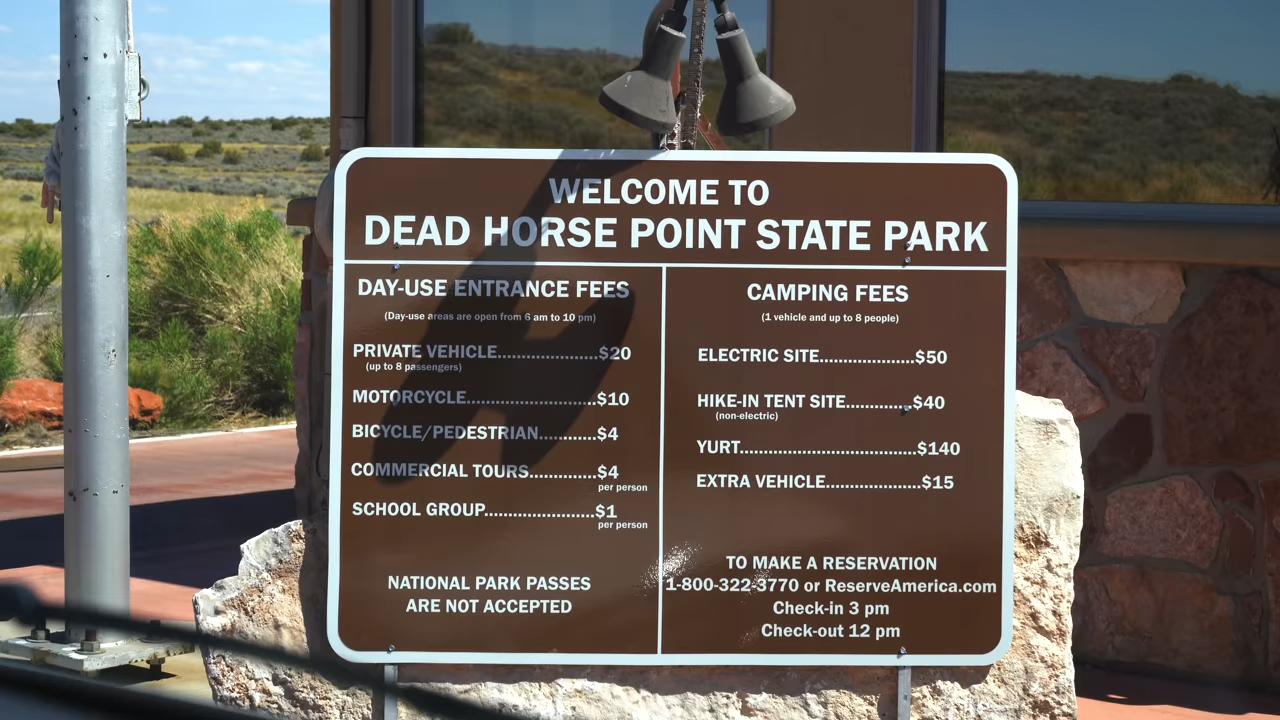 WELCOME TO
DEAD HORSE POINT STATE PARK
DAY-USE ENTRANCE FEES
(Day-use areas are open from 6 am to 10 pm)
PRIVATE VEHICLE.....................$20
(up to 8 passengers)
MOTORCYCLE...........................$10
BICYCLE/PEDESTRIAN............$4
COMMERCIAL TOURS..............$4
per person
SCHOOL GROUP.......................$1
per person
NATIONAL PARK PASSES
ARE NOT ACCEPTED
CAMPING FEES
(1 vehicle and up to 8 people)
ELECTRIC SITE....................$50
HIKE-IN TENT SITE..............$40
(non-electric)
YURT.....................................$140
EXTRA VEHICLE....................$15
TO MAKE A RESERVATION
1-800-322-3770 or ReserveAmerica.com
Check-in 3 pm
Check-out 12 pm